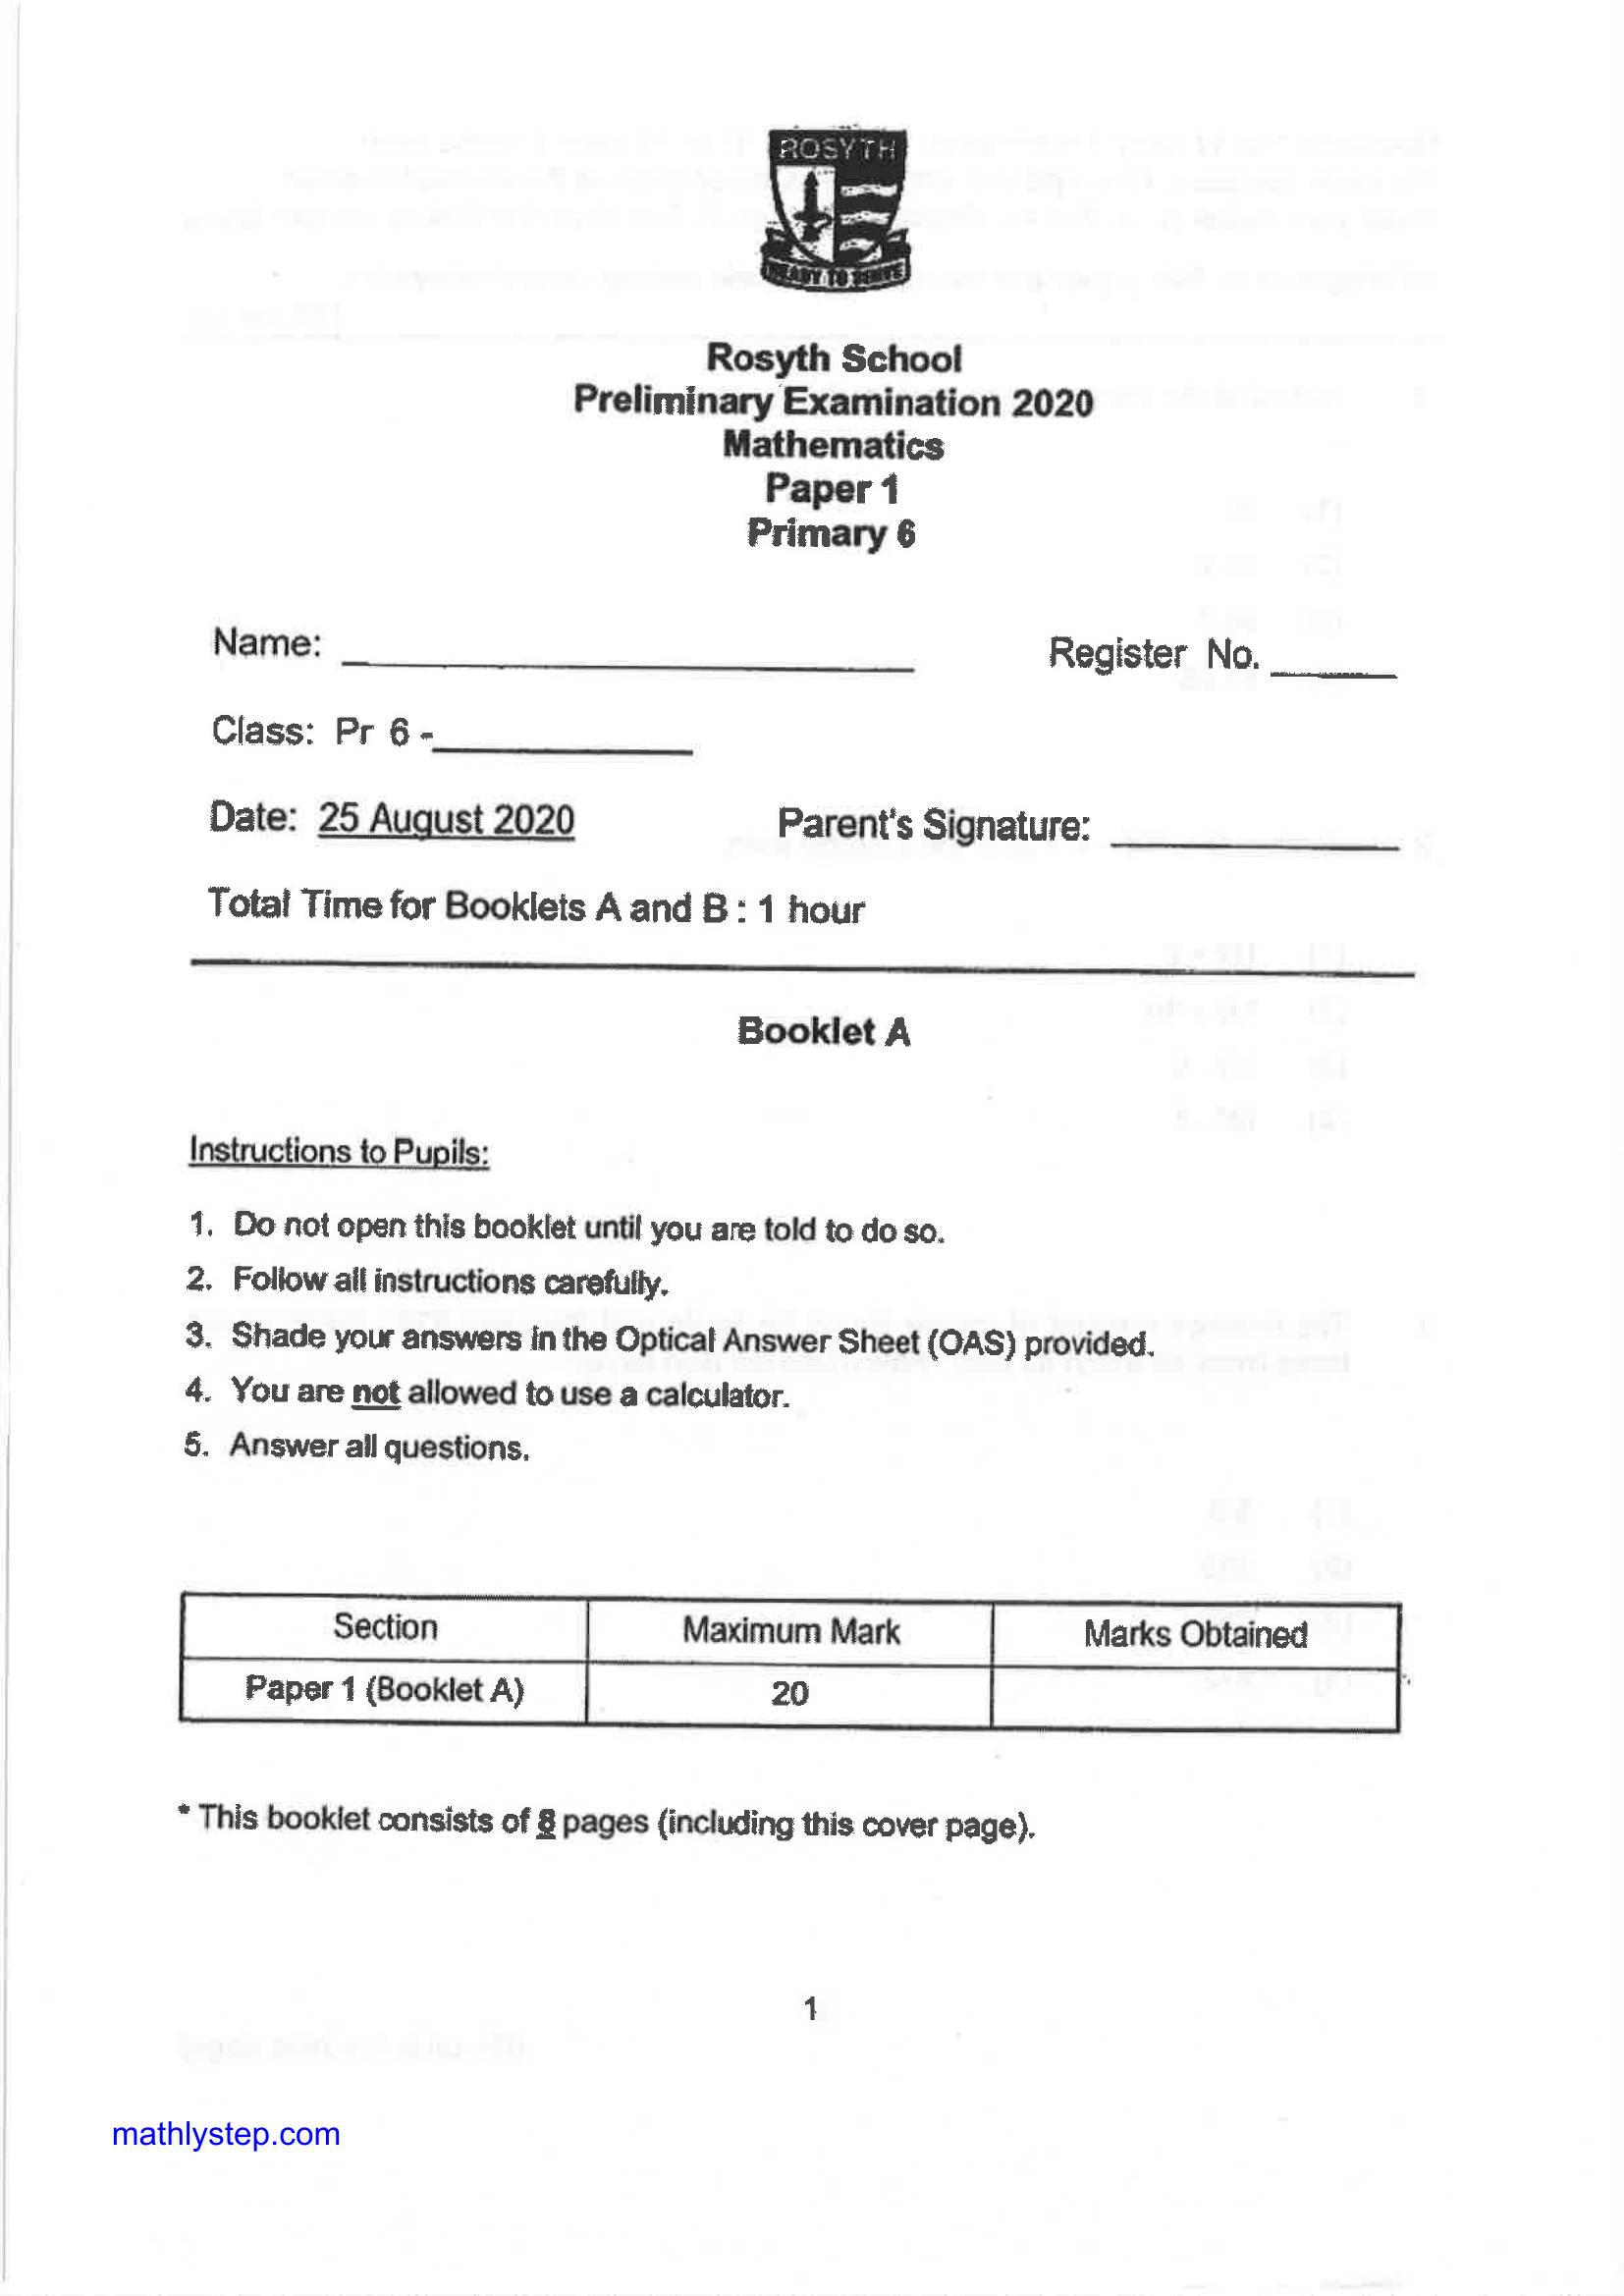 ROSYTH
READY TO SERVE
Rosyth School
Preliminary Examination 2020
Mathematics
Paper 1
Primary 6
Name:
Register No.
Class: Pr 6 -
Date: 25 August 2020
Parent's Signature:
Total Time for Booklets A and B : 1 hour
Booklet A
Instructions to Pupils:
1. Do not open this booklet until you are told to do so.
2. Follow all instructions carefully.
3. Shade your answers in the Optical Answer Sheet (OAS) provided.
4. You are not allowed to use a calculator.
5. Answer all questions.
Section Maximum Mark Marks Obtained
Paper 1 (Booklet A) 20
* This booklet consists of 8 pages (including this cover page).
1
mathlystep.com